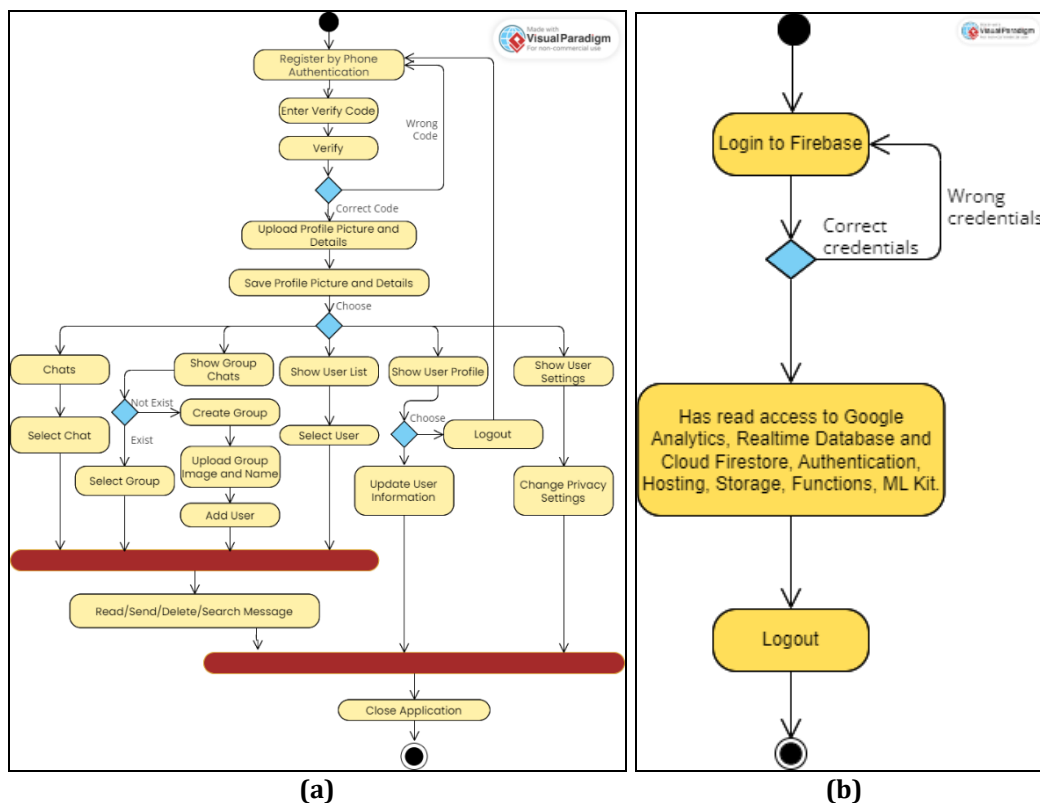 Made with
Visual Paradigm
For non-commercial use
Register by Phone
Authentication
Enter Verify Code
Wrong
Code
Verify
Correct Code
Upload Profile Picture and
Details
Save Profile Picture and Details
Choose
Chats
Show Group
Chats
Show User List
Show User Profile
Show User
Settings
Not Exist
Create Group
Choose
Logout
Select Chat
Exist
Select User
Upload Group
Image and Name
Select Group
Update User
Information
Change Privacy
Settings
Add User
Read/Send/Delete/Search Message
Close Application
(a)
Visual Paradigm
Login to Firebase
Wrong
credentials
Correct
credentials
Has read access to Google
Analytics, Realtime Database and
Cloud Firestore, Authentication,
Hosting, Storage, Functions, ML Kit.
Logout
(b)